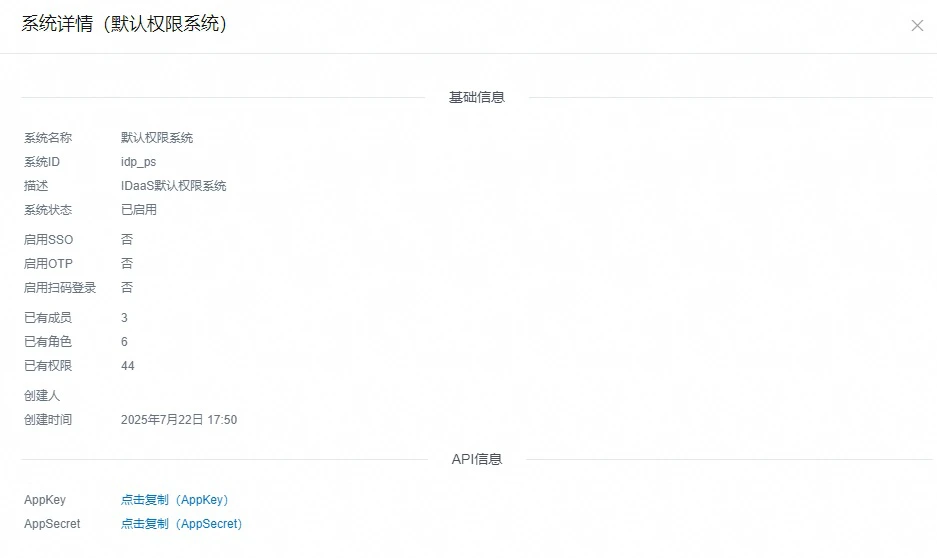 系统详情（默认权限系统）
基础信息
系统名称 默认权限系统
系统ID idp_ps
描述 IDaaS默认权限系统
系统状态 已启用
启用SSO 否
启用OTP 否
启用扫码登录 否
已有成员 3
已有角色 6
已有权限 44
创建人
创建时间 2025年7月22日 17:50
API信息
AppKey 点击复制（AppKey）
AppSecret 点击复制（AppSecret）